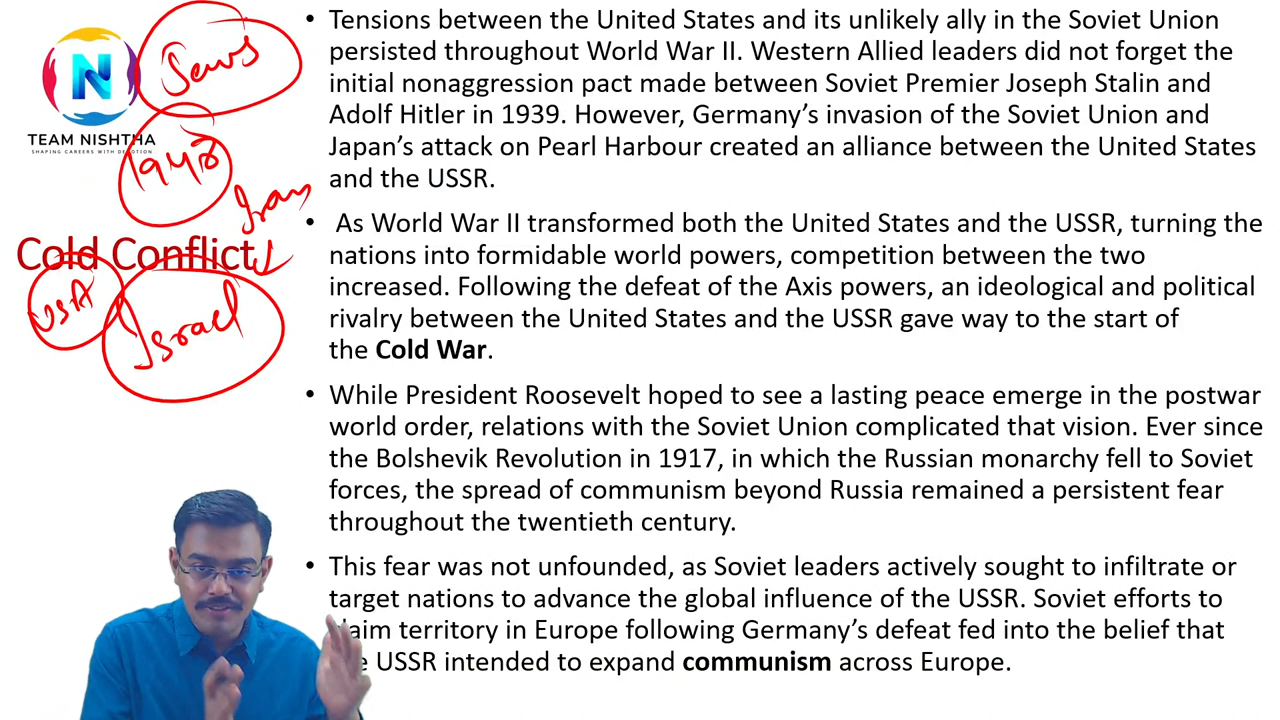 Jews
TEAM NISHTHA
SHAPING CAREERS WITH DEVOTION
1948
Iran
Cold Conflict
USA
Israel
• Tensions between the United States and its unlikely ally in the Soviet Union
persisted throughout World War II. Western Allied leaders did not forget the
initial nonaggression pact made between Soviet Premier Joseph Stalin and
Adolf Hitler in 1939. However, Germany’s invasion of the Soviet Union and
Japan’s attack on Pearl Harbour created an alliance between the United States
and the USSR.
• As World War II transformed both the United States and the USSR, turning the
nations into formidable world powers, competition between the two
increased. Following the defeat of the Axis powers, an ideological and political
rivalry between the United States and the USSR gave way to the start of
the Cold War.
• While President Roosevelt hoped to see a lasting peace emerge in the postwar
world order, relations with the Soviet Union complicated that vision. Ever since
the Bolshevik Revolution in 1917, in which the Russian monarchy fell to Soviet
forces, the spread of communism beyond Russia remained a persistent fear
throughout the twentieth century.
• This fear was not unfounded, as Soviet leaders actively sought to infiltrate or
target nations to advance the global influence of the USSR. Soviet efforts to
territory in Europe following Germany’s defeat fed into the belief that
USSR intended to expand communism across Europe.